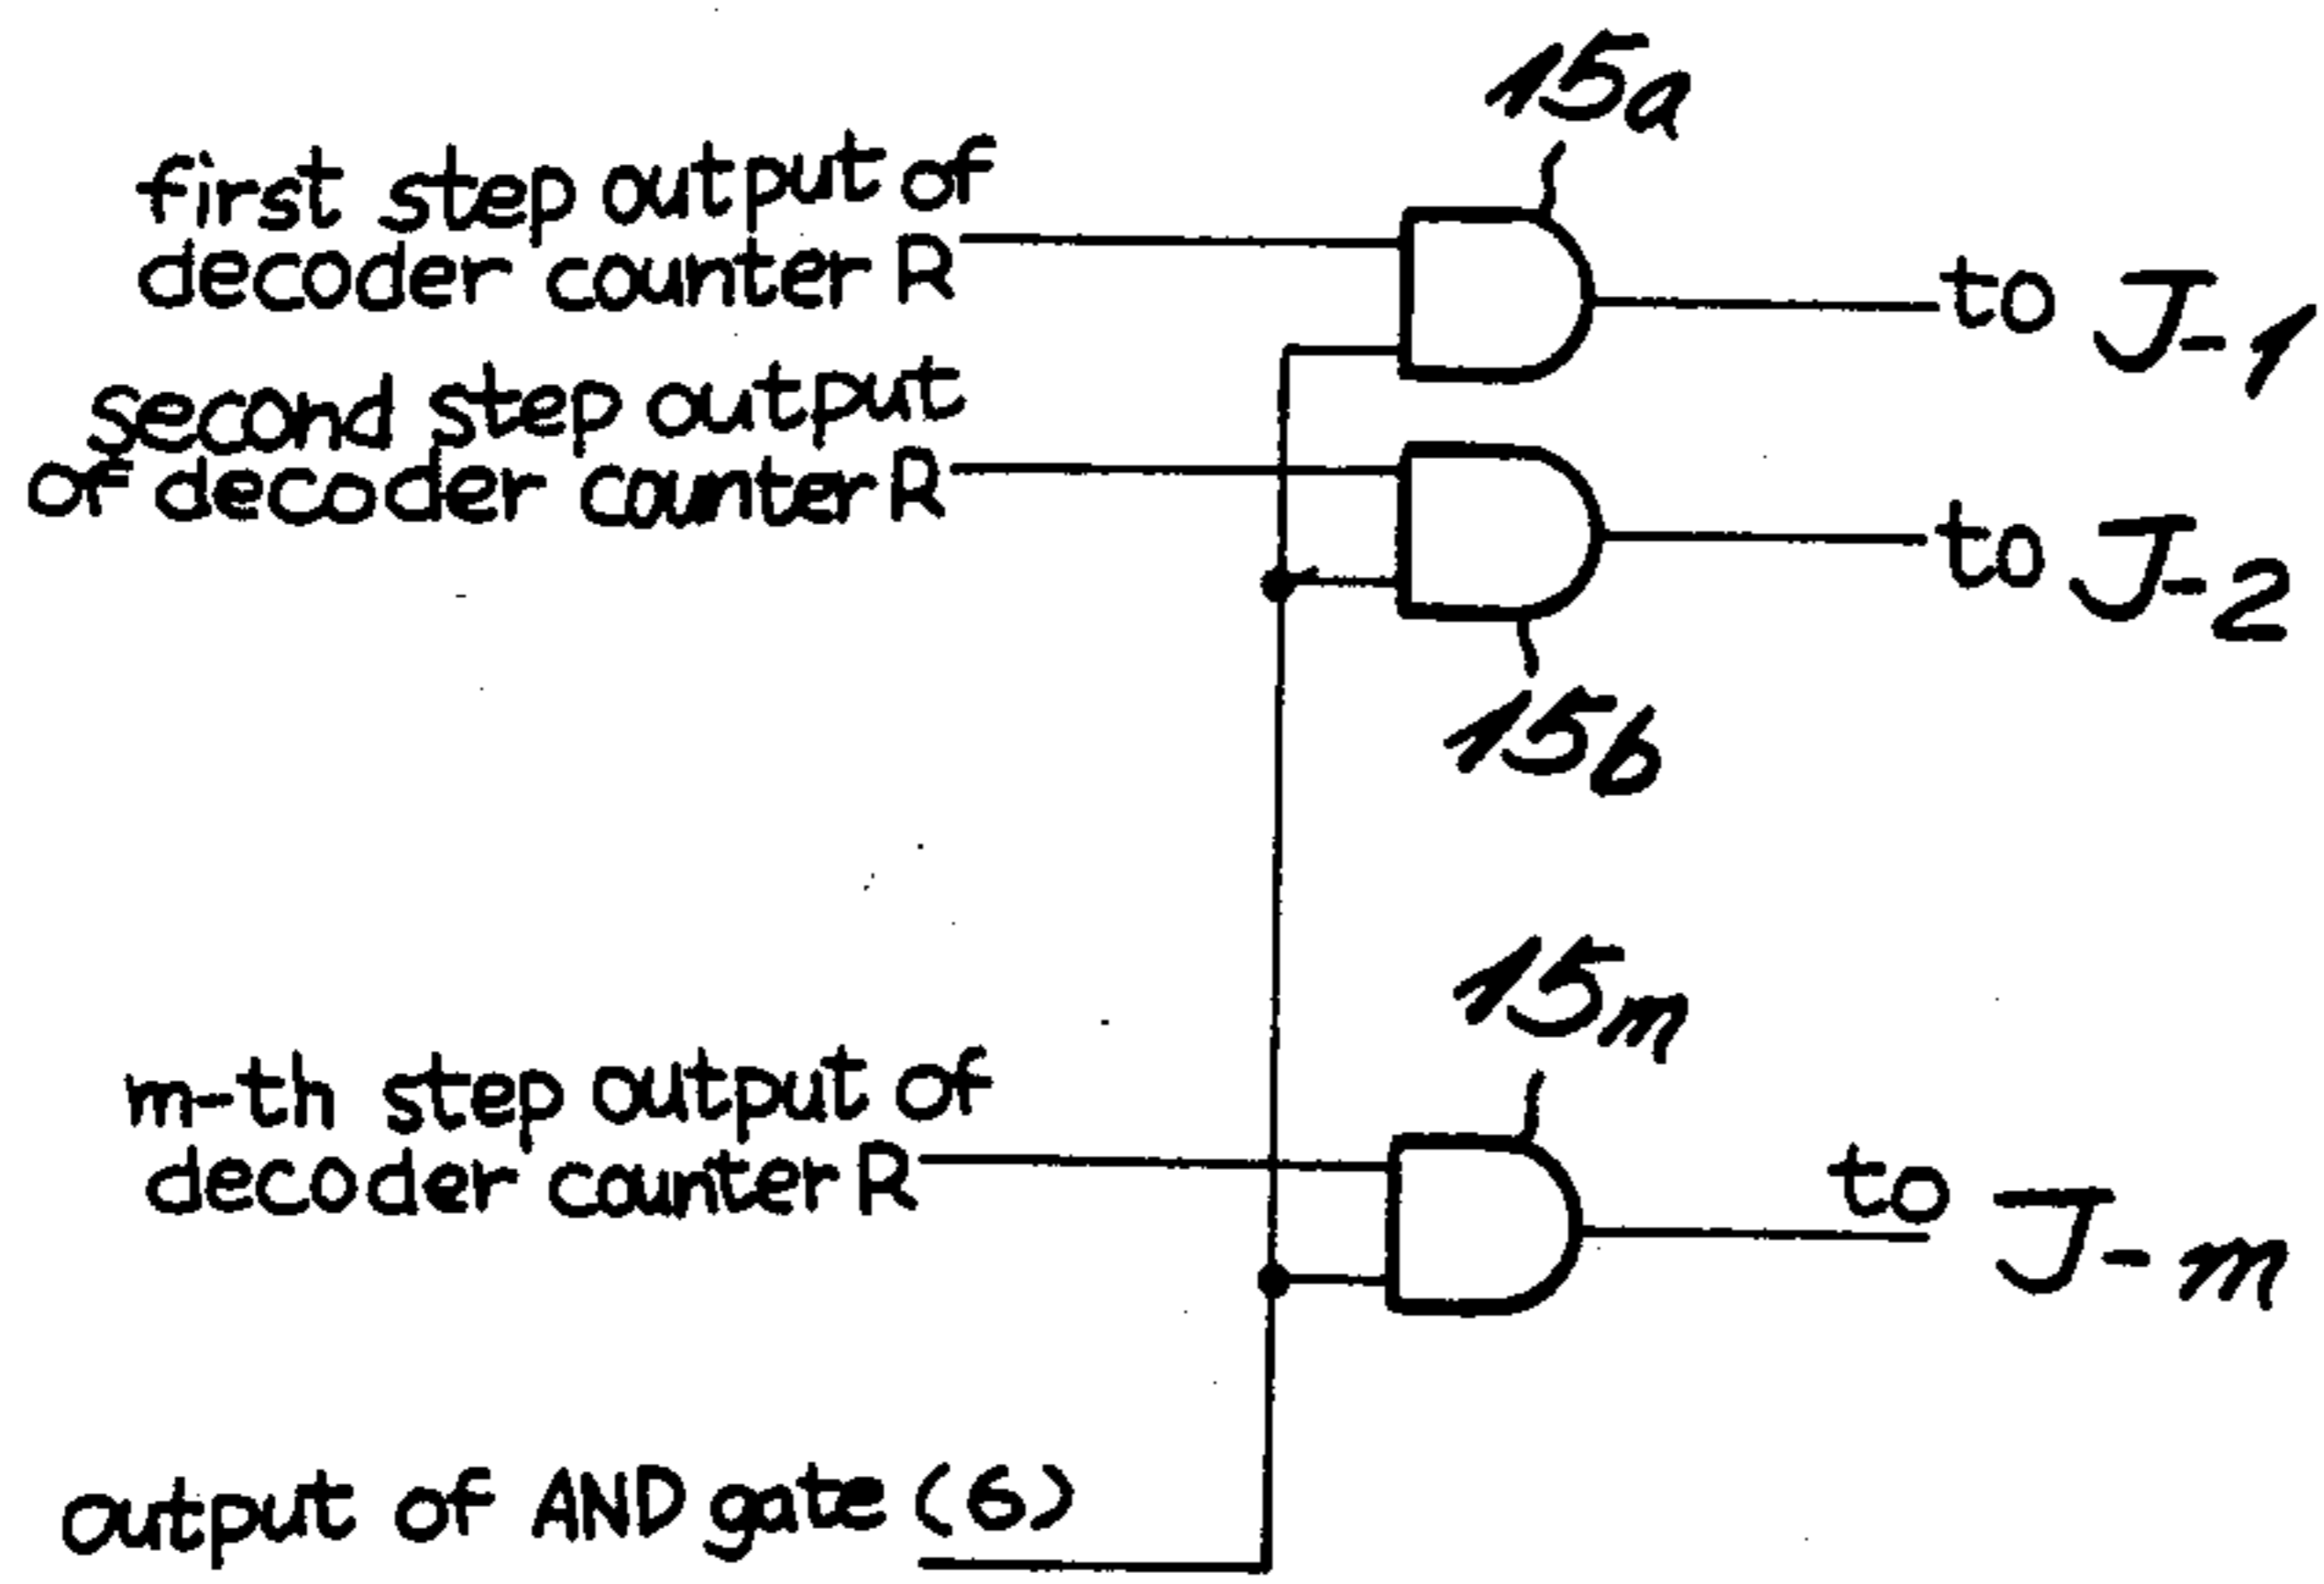 15a
first step output of
decoder counter R
to J-1
second step output
of decoder counter R
to J-2
15b
15m
m-th step output of
decoder counter R
to J-m
output of AND gate (6)